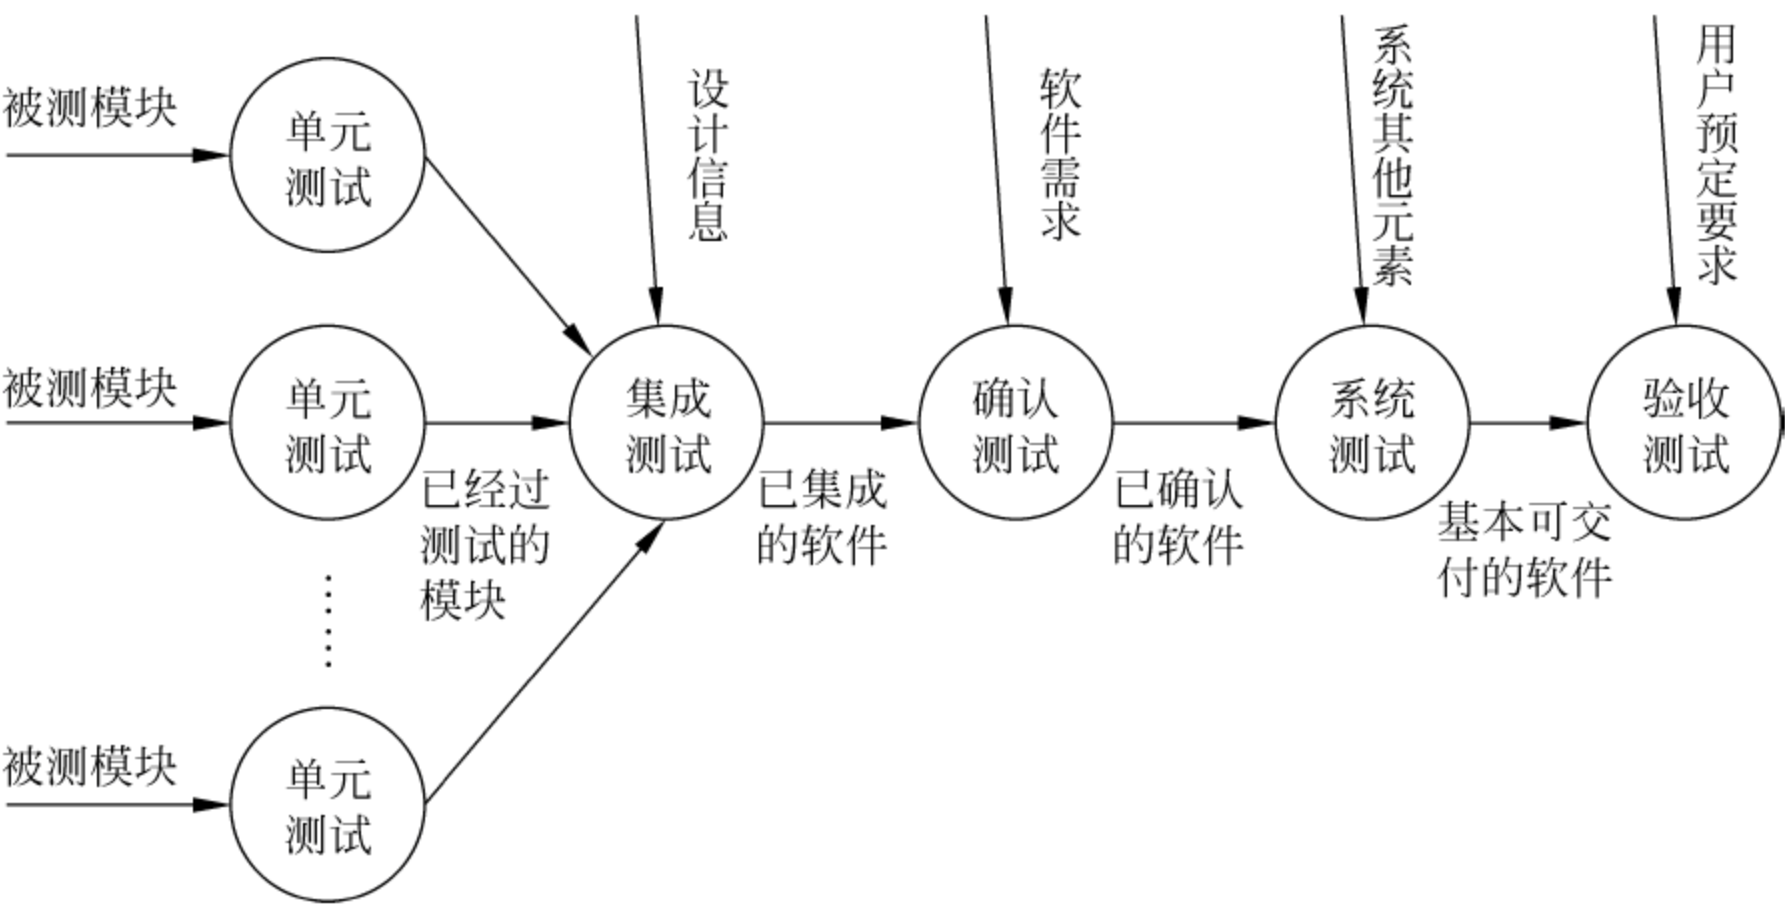 被测模块
单元
测试
设计信息
软件需求
系统其他元素
用户预定要求
被测模块
单元
测试
已经过
测试的
模块
集成
测试
已集成
的软件
确认
测试
已确认
的软件
系统
测试
基本可交
付的软件
验收
测试
被测模块
单元
测试